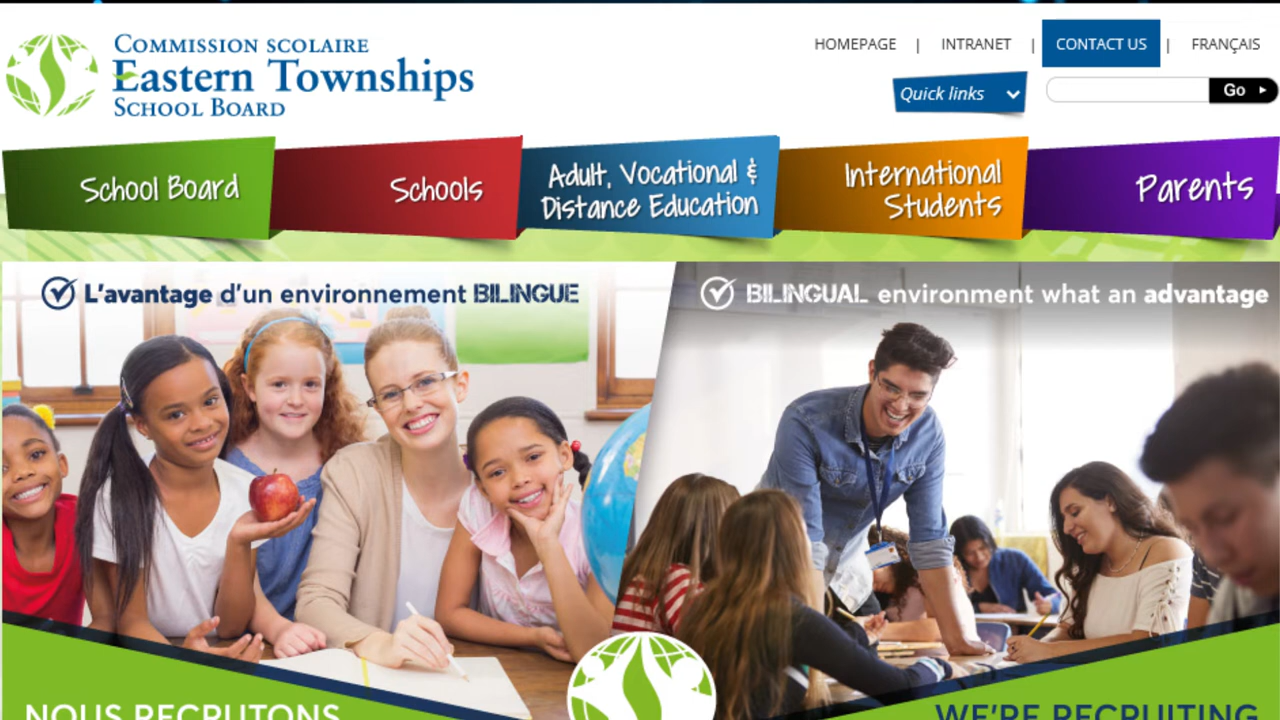 COMMISSION SCOLAIRE
Eastern Townships
SCHOOL BOARD
HOMEPAGE | INTRANET | CONTACT US | FRANÇAIS
Quick links
Go
School Board
Schools
Adult, Vocational &
Distance Education
International
Students
Parents
L'avantage d'un environnement BILINGUE
BILINGUAL environment what an advantage
NOUS RECRUTONS
WE'RE RECRUITING